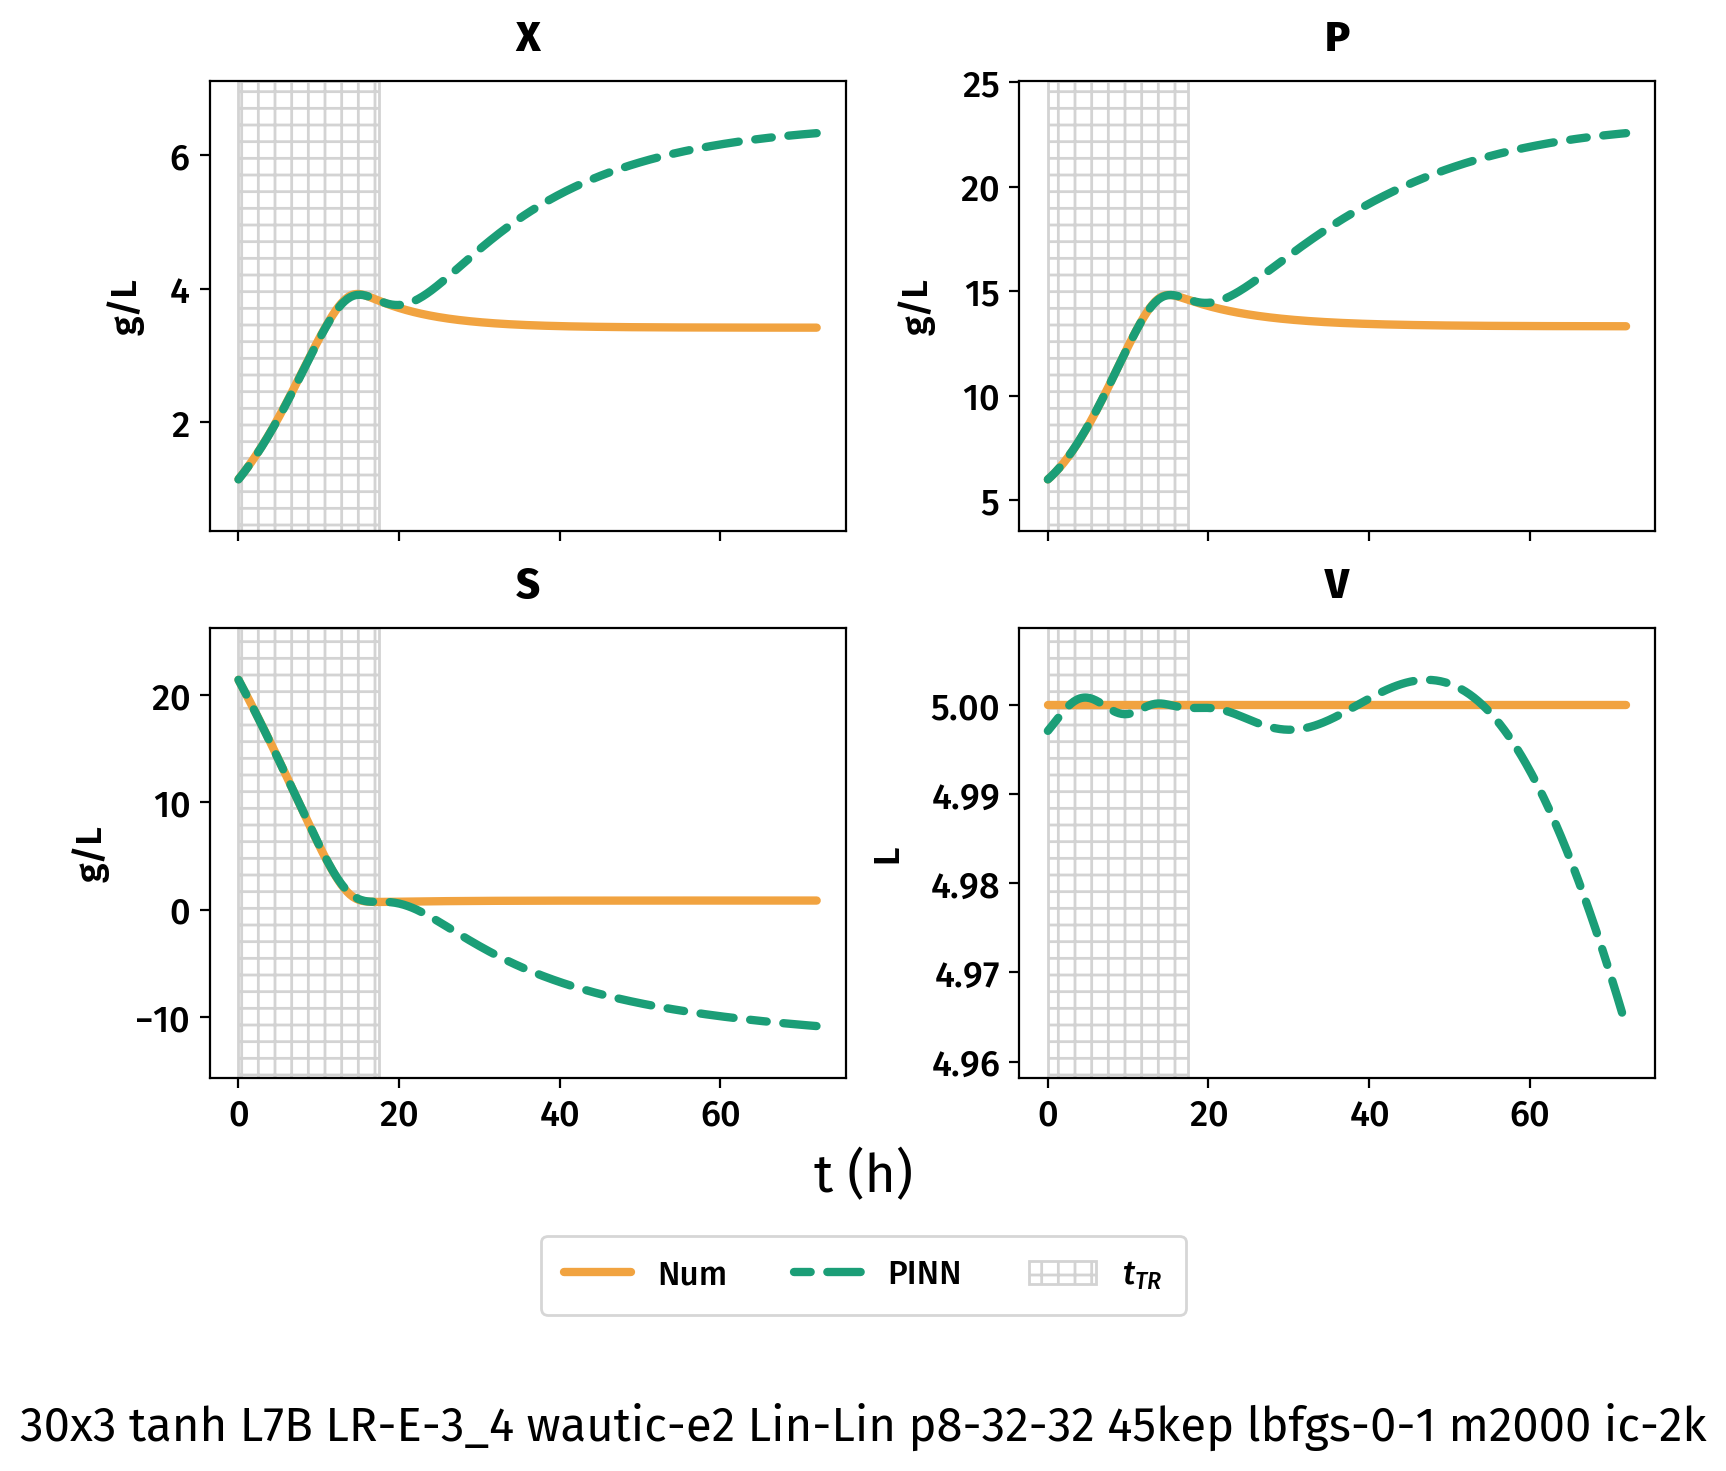 X
P
g/L
6
4
2
g/L
25
20
15
10
5
S
V
g/L
20
10
0
−10
0 20 40 60
L
5.00
4.99
4.98
4.97
4.96
0 20 40 60
t (h)
Num PINN tTR
30x3 tanh L7B LR-E-3_4 wautic-e2 Lin-Lin p8-32-32 45kep lbfgs-0-1 m2000 ic-2k